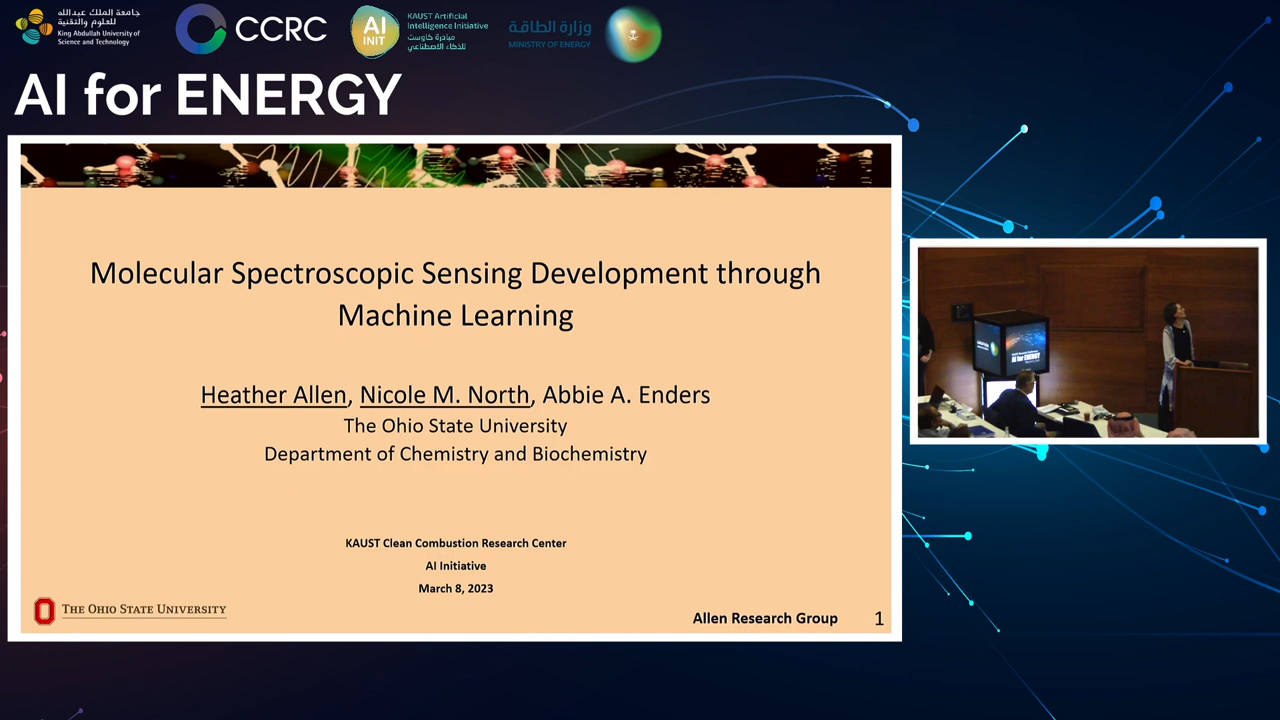 جامعة الملك عبدالله
للعلوم والتقنية
King Abdullah University of
Science and Technology
CCRC
AI
INIT
KAUST Artificial
Intelligence Initiative
مبادرة كاوست
للذكاء الاصطناعي
وزارة الطاقة
MINISTRY OF ENERGY
AI for ENERGY
Molecular Spectroscopic Sensing Development through
Machine Learning
Heather Allen, Nicole M. North, Abbie A. Enders
The Ohio State University
Department of Chemistry and Biochemistry
KAUST Clean Combustion Research Center
AI Initiative
March 8, 2023
THE OHIO STATE UNIVERSITY
Allen Research Group
1
AI for ENERGY